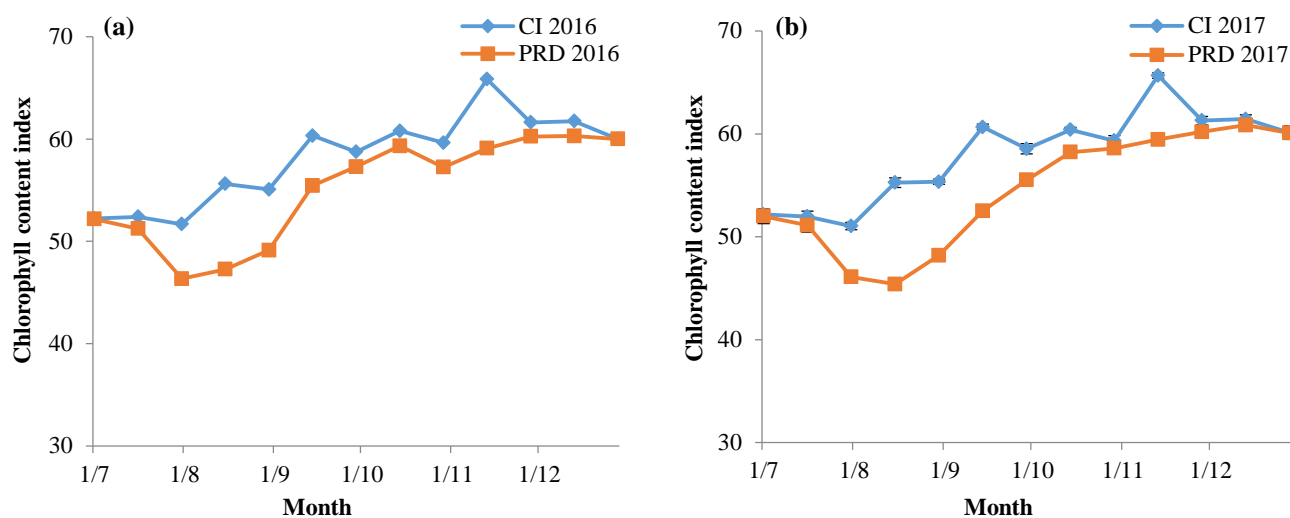 (a)
CI 2016
PRD 2016
Chlorophyll content index
70
60
50
40
30
1/7 1/8 1/9 1/10 1/11 1/12
Month
(b)
CI 2017
PRD 2017
Chlorophyll content index
70
60
50
40
30
1/7 1/8 1/9 1/10 1/11 1/12
Month